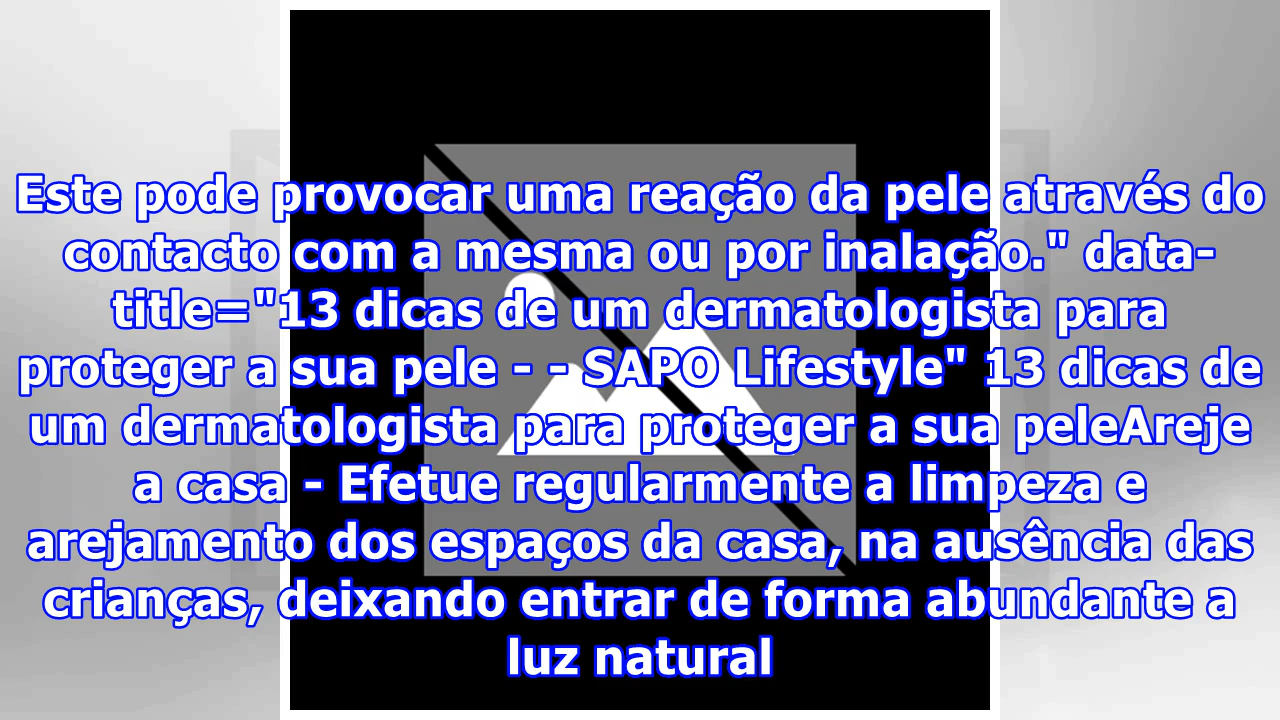 Este pode provocar uma reação da pele através do
contacto com a mesma ou por inalação." data-
title="13 dicas de um dermatologista para
proteger a sua pele - - SAPO Lifestyle" 13 dicas de
um dermatologista para proteger a sua peleAreje
a casa - Efetue regularmente a limpeza e
arejamento dos espaços da casa, na ausência das
crianças, deixando entrar de forma abundante a
luz natural